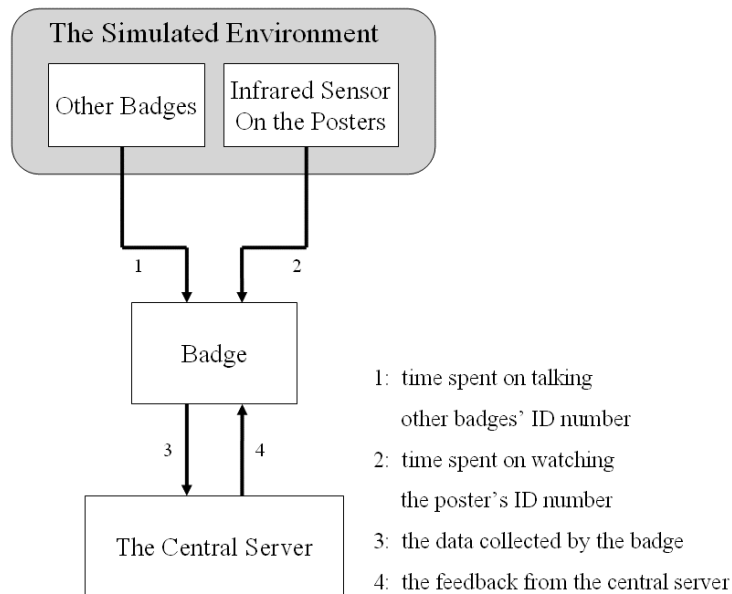 The Simulated Environment
Other Badges
Infrared Sensor
On the Posters
1
2
Badge
3
4
The Central Server
1: time spent on talking
other badges’ ID number
2: time spent on watching
the poster’s ID number
3: the data collected by the badge
4: the feedback from the central server